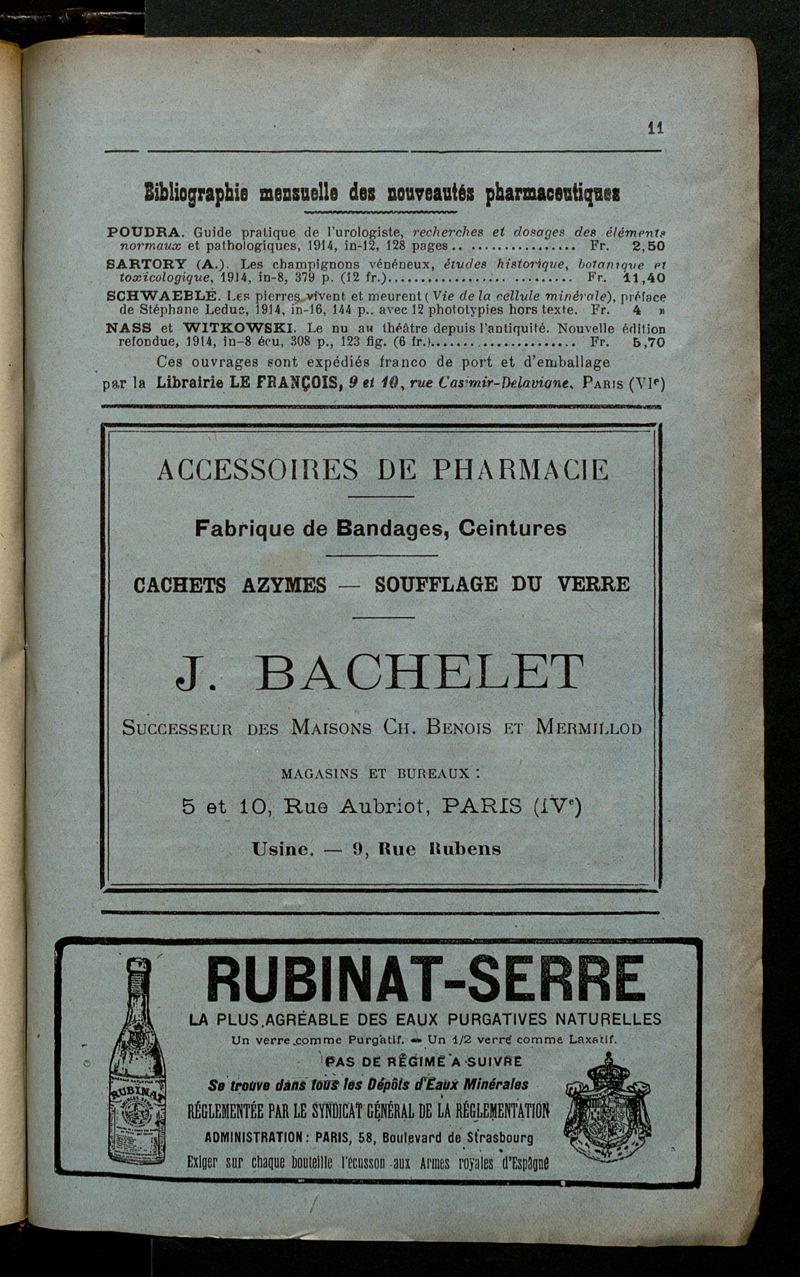 11
Bibliographie mensuelle des nouveautés pharmaceutiques
POUDRA. Guide pratique de l'urologiste, recherches et dosages des éléments
normaux et pathologiques, 1914, in-12, 128 pages.. ................ Fr. 2,50
SARTORY (A.). Les champignons vénéneux, études historique, botanique et
toxicologique, 1914, in-8, 379 p. (12 fr.)............................ Fr. 11,40
SCHWAEBLÉ. Les pierres vivent et meurent (Vie de la cellule minérale), préface
de Stéphane Leduc, 1914, in-16, 144 p.. avec 12 phototypies hors texte. Fr. 4 »
NASS et WITKOWSKI. Le nu au théâtre depuis l'antiquité. Nouvelle édition
refondue, 1914, in-8 écu, 308 p., 123 fig. (6 fr.)....................... Fr. 5,70
Ces ouvrages sont expédiés franco de port et d'emballage
par la Librairie LE FRANÇOIS, 9 et 10, rue Casimir-Delavigne, PARIS (VIe)
ACCESSOIRES DE PHARMACIE
Fabrique de Bandages, Ceintures
CACHETS AZYMES — SOUFFLAGE DU VERRE
J. BACHELET
SUCCESSEUR DES MAISONS CH. BENOIS ET MERMILLOD
MAGASINS ET BUREAUX :
5 et 10, Rue Aubriot, PARIS (IVe)
Usine. — 9, Rue Rubens
RUBINAT-SERRE
LA PLUS AGRÉABLE DES EAUX PURGATIVES NATURELLES
Un verre comme Purgatif. — Un 1/2 verre comme Laxatif.
PAS DE RÉGIME A SUIVRE
Se trouve dans tous les Dépôts d'Eaux Minérales
RÉGLEMENTÉE PAR LE SYNDICAT GÉNÉRAL DE LA RÉGLEMENTATION
ADMINISTRATION : PARIS, 58, Boulevard de Strasbourg
Exiger sur chaque bouteille l'écusson aux Armes royales d'Espagne
RUBINAT